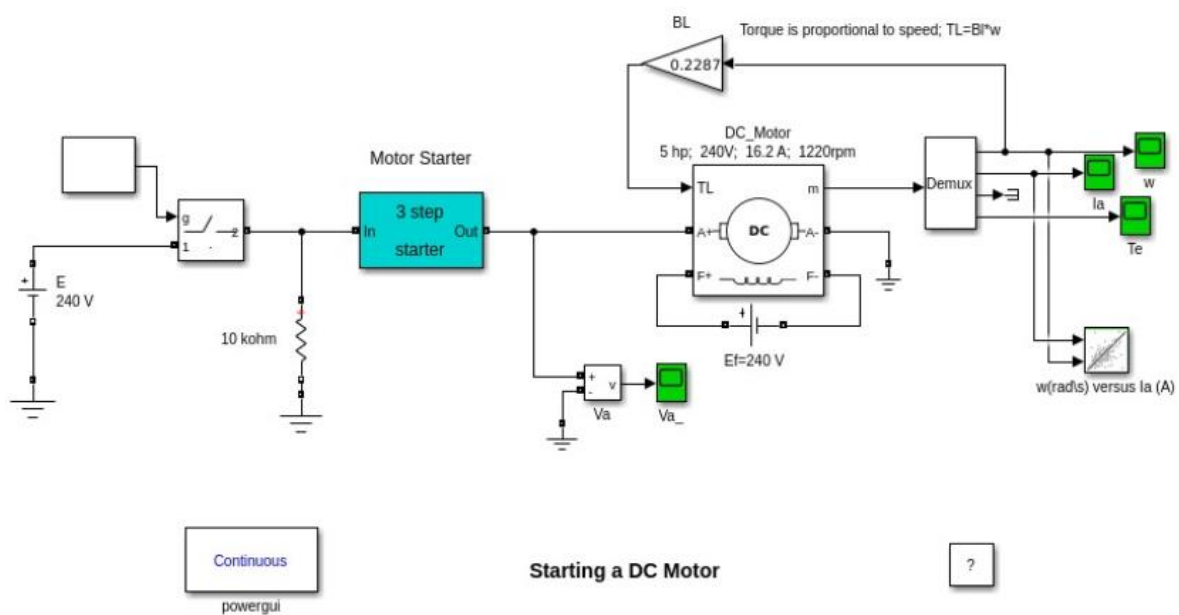 BL
Torque is proportional to speed; TL=Bl*w
0.2287
DC_Motor
5 hp; 240V; 16.2 A; 1220rpm
Motor Starter
TL
m
Demux
w
Ia
Te
g
1
2
In
3 step
starter
Out
A+
DC
A-
F+
F-
+
E
240 V
10 kohm
+
Ef=240 V
+
-
v
Va
Va_
w(rad\s) versus Ia (A)
Continuous
powergui
Starting a DC Motor
?